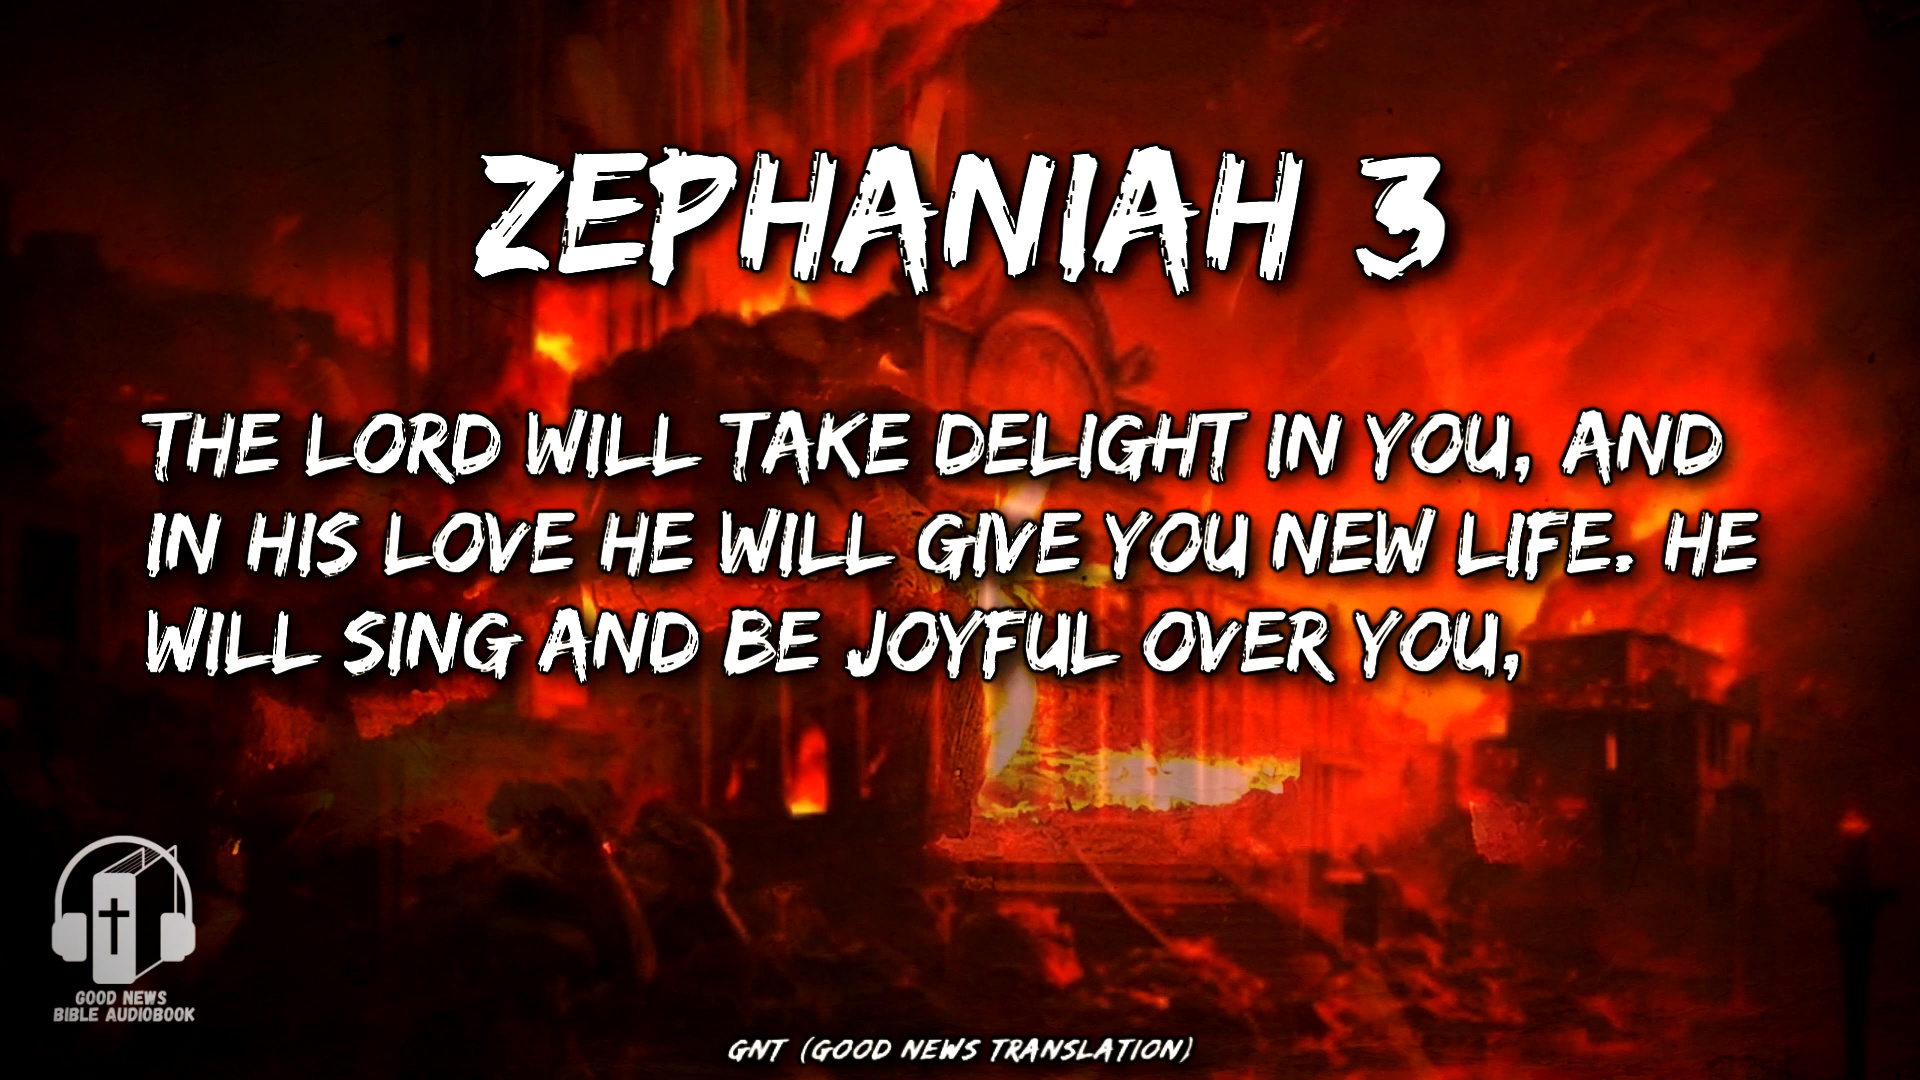 ZEPHANIAH 3
THE LORD WILL TAKE DELIGHT IN YOU, AND
IN HIS LOVE HE WILL GIVE YOU NEW LIFE. HE
WILL SING AND BE JOYFUL OVER YOU,
GOOD NEWS
BIBLE AUDIOBOOK
GNT (GOOD NEWS TRANSLATION)